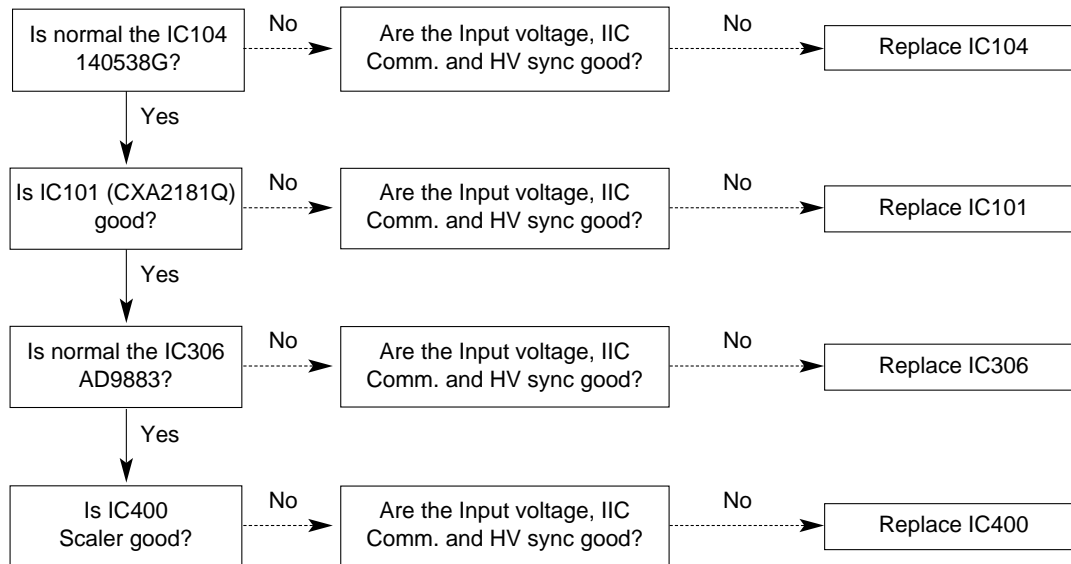 Is normal the IC104
140538G?
No
Are the Input voltage, IIC
Comm. and HV sync good?
No
Replace IC104
Yes
Is IC101 (CXA2181Q)
good?
No
Are the Input voltage, IIC
Comm. and HV sync good?
No
Replace IC101
Yes
Is normal the IC306
AD9883?
No
Are the Input voltage, IIC
Comm. and HV sync good?
No
Replace IC306
Yes
Is IC400
Scaler good?
No
Are the Input voltage, IIC
Comm. and HV sync good?
No
Replace IC400